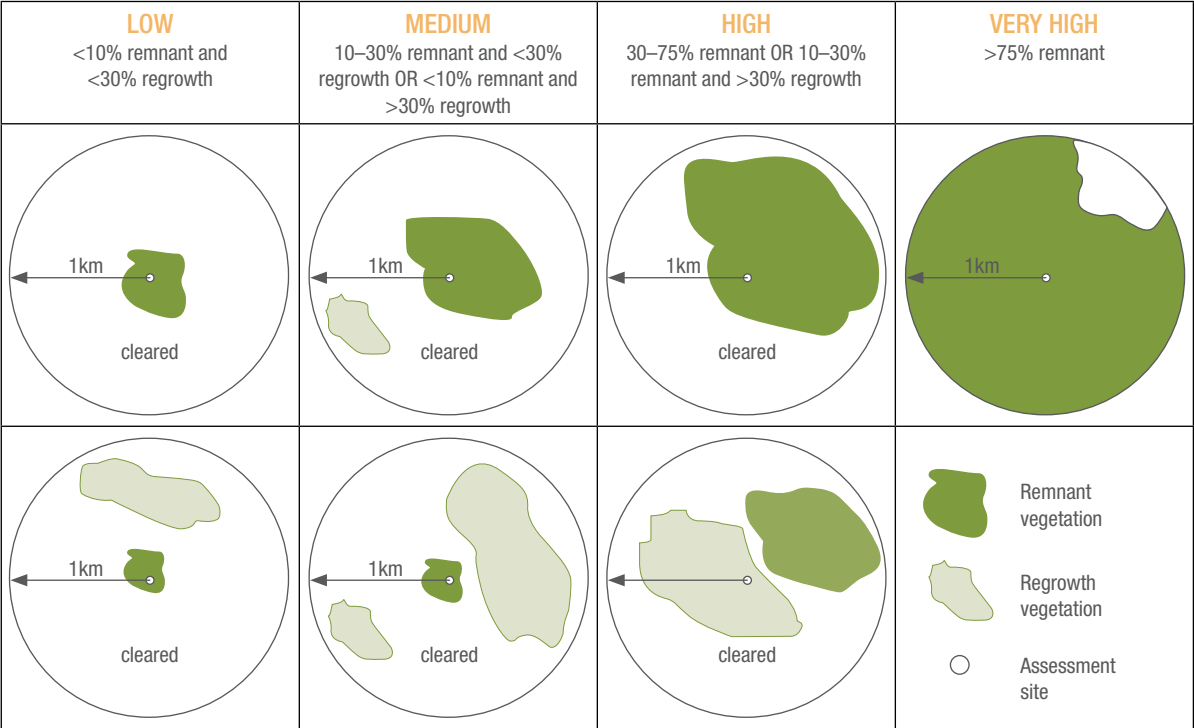 LOW
<10% remnant and
<30% regrowth
MEDIUM
10–30% remnant and <30%
regrowth OR <10% remnant and
>30% regrowth
HIGH
30–75% remnant OR 10–30%
remnant and >30% regrowth
VERY HIGH
>75% remnant
1km
cleared
1km
cleared
1km
cleared
1km
1km
cleared
1km
cleared
cleared
Remnant
vegetation
Regrowth
vegetation
Assessment
site